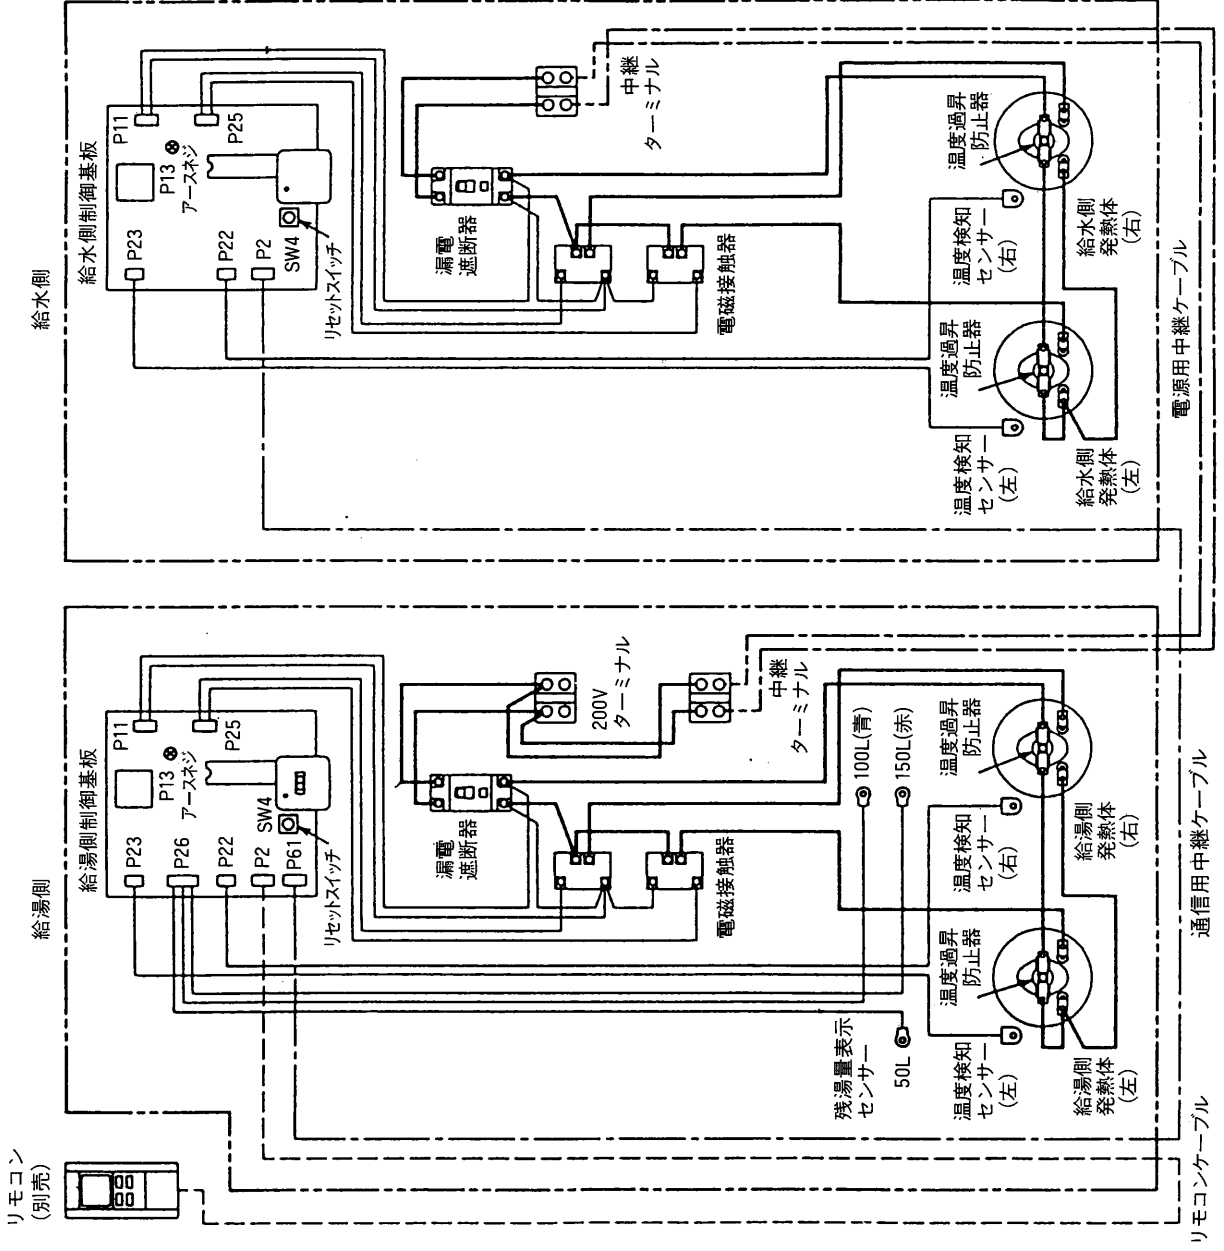 リモコン
(別売)
給湯側
給湯側制御基板
P11
P25
P13
アースネジ
P23
P26
P22
P2
P61
SW4
リセットスイッチ
漏電
遮断器
200V
ターミナル
中継
ターミナル
電磁接触器
100L(青)
150L(赤)
残湯量表示
センサー
50L
温度過昇
防止器
温度検知
センサー
(右)
給湯側
発熱体
(右)
温度過昇
防止器
温度検知
センサー
(左)
給湯側
発熱体
(左)
リモコンケーブル
通信用中継ケーブル
給水側
給水側制御基板
P11
P25
P13
アースネジ
P23
P22
P2
SW4
リセットスイッチ
漏電
遮断器
中継
ターミナル
電磁接触器
温度過昇
防止器
温度検知
センサー
(右)
給水側
発熱体
(右)
温度過昇
防止器
温度検知
センサー
(左)
給水側
発熱体
(左)
電源用中継ケーブル